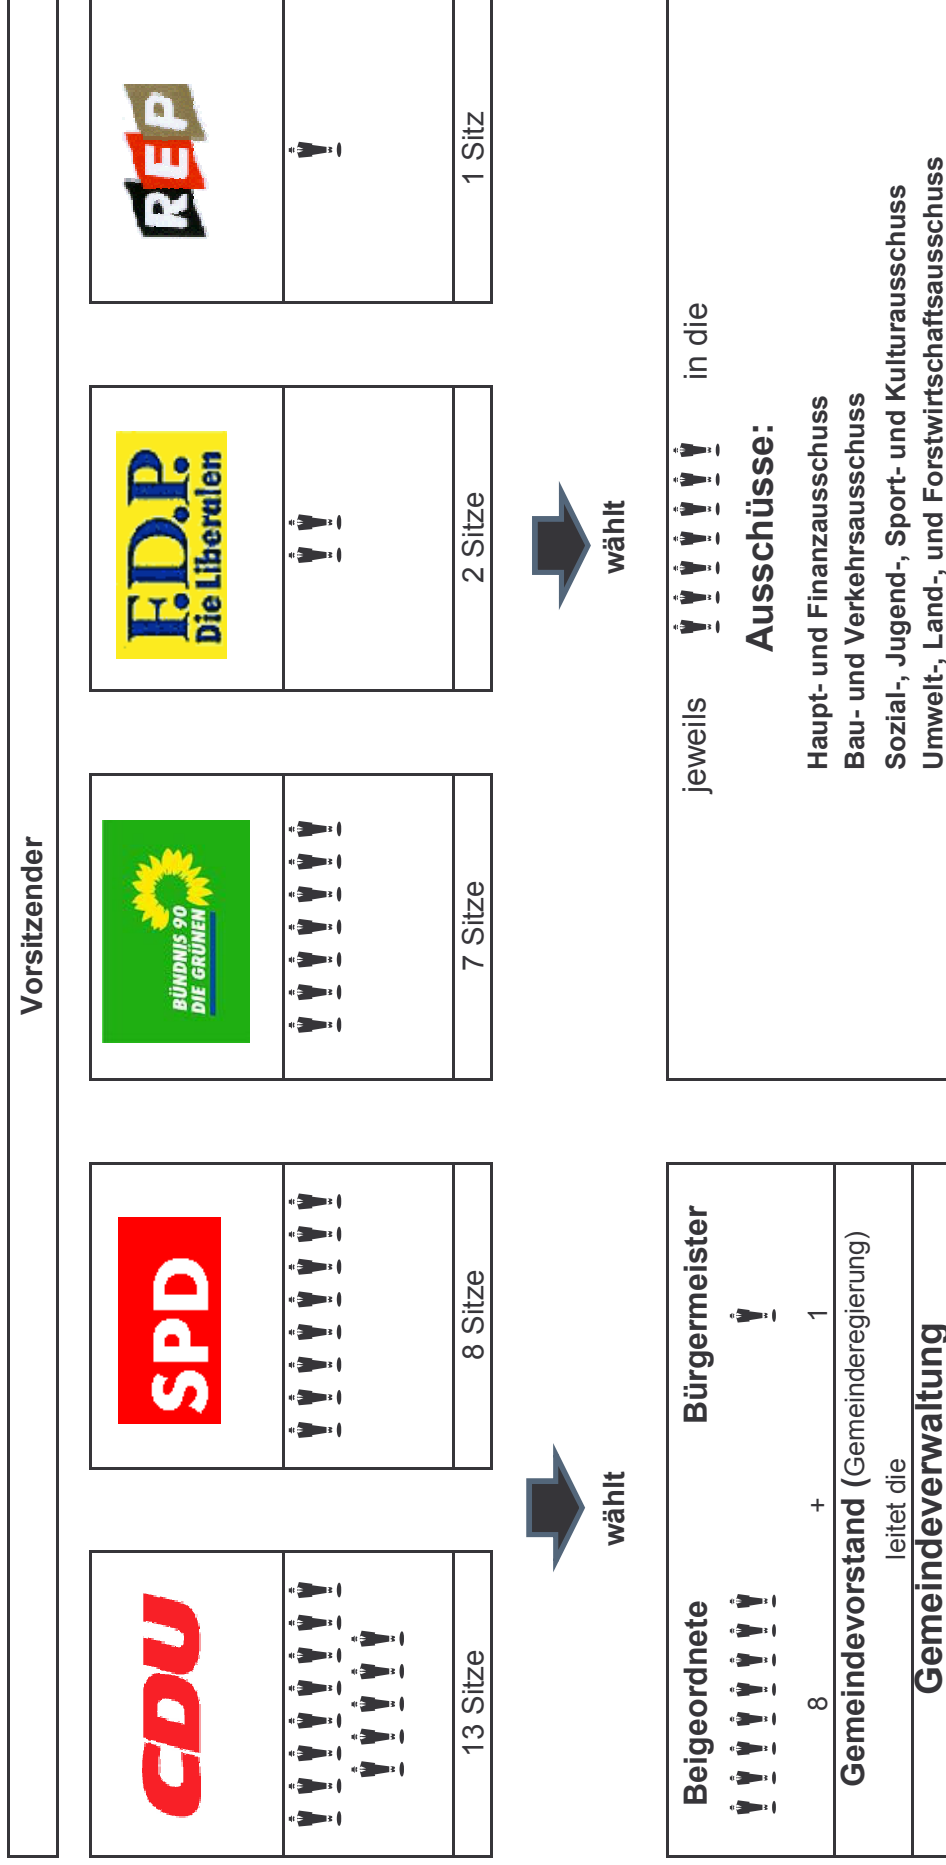 Vorsitzender
CDU
SPD
BÜNDNIS 90
DIE GRÜNEN
F.D.P.
Die Liberalen
REP
13 Sitze
8 Sitze
7 Sitze
2 Sitze
1 Sitz
wählt
wählt
Beigeordnete
Bürgermeister
8 + 1
Gemeindevorstand (Gemeinderegierung)
leitet die
Gemeindeverwaltung
jeweils in die
Ausschüsse:
Haupt- und Finanzausschuss
Bau- und Verkehrsausschuss
Sozial-, Jugend-, Sport- und Kulturausschuss
Umwelt-, Land-, und Forstwirtschaftsausschuss